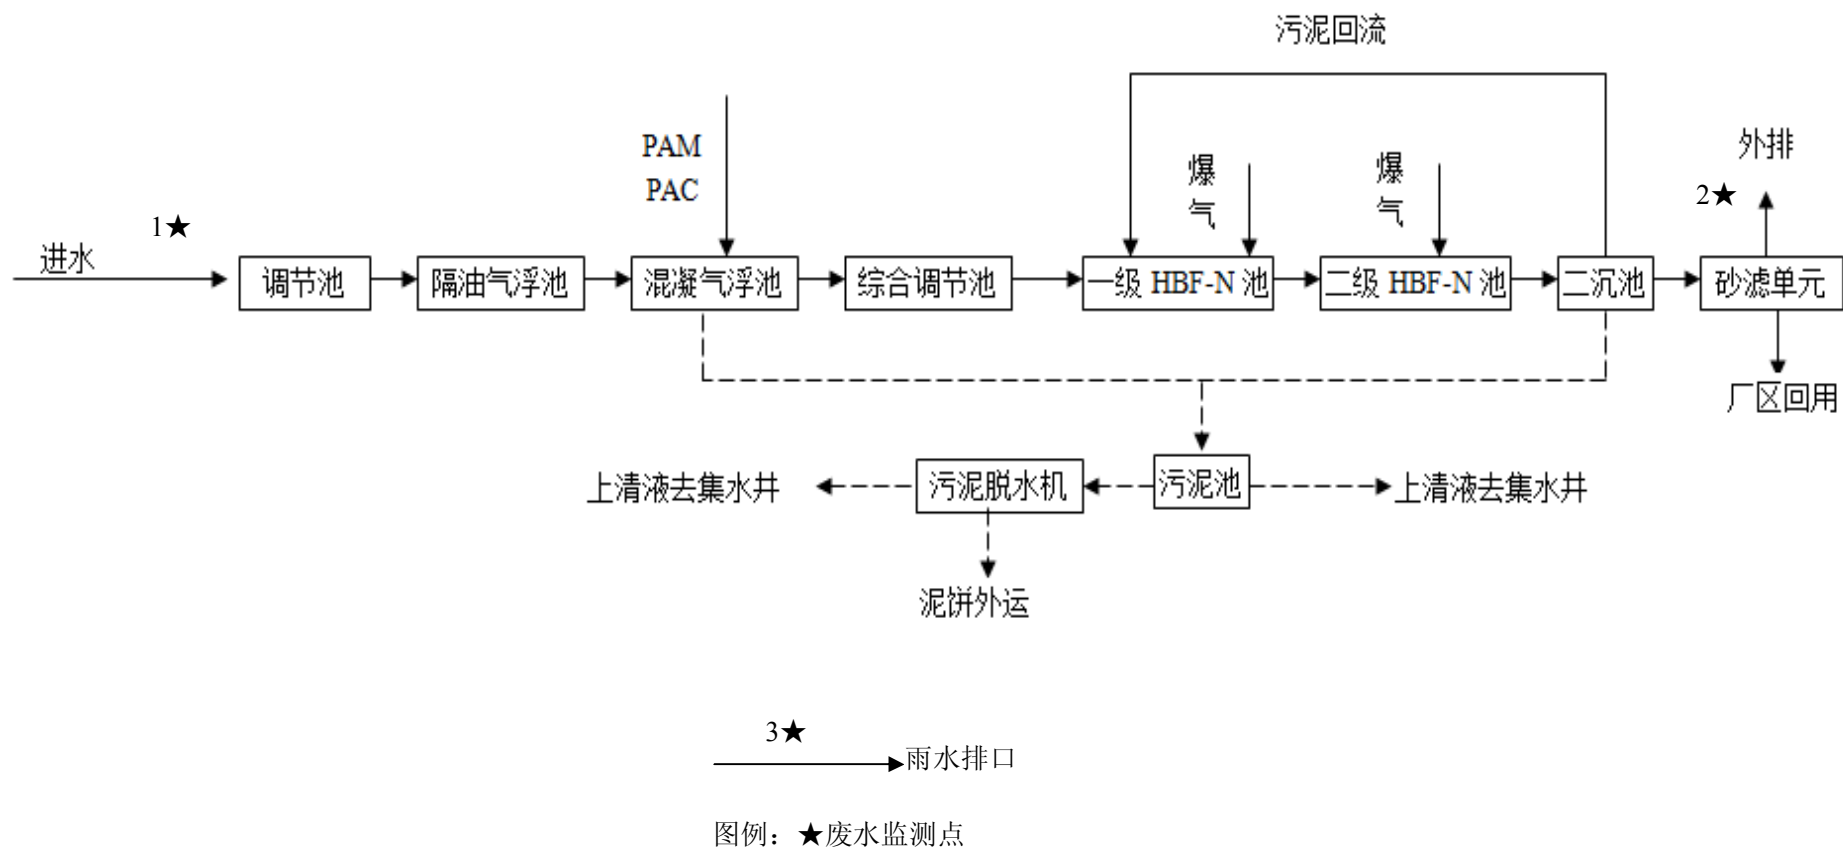 污泥回流
PAM
PAC
爆
气
爆
气
外排
1★
2★
进水
调节池
隔油气浮池
混凝气浮池
综合调节池
一级 HBF-N 池
二级 HBF-N 池
二沉池
砂滤单元
厂区回用
上清液去集水井
污泥脱水机
污泥池
上清液去集水井
泥饼外运
3★
雨水排口
图例：★废水监测点